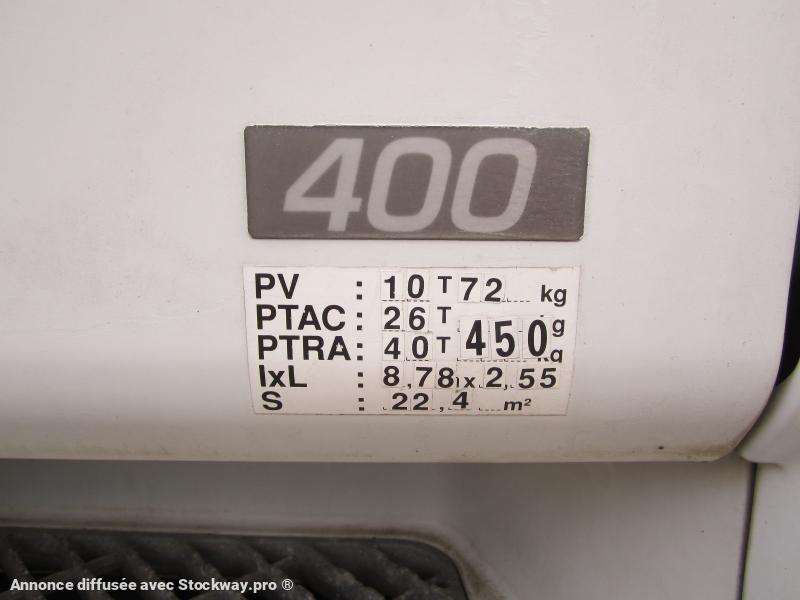 400
PV : 10 T 72 kg
PTAC : 26 T g
PTRA : 40 T 450 kg
IxL : 8,78 x 2,55
S : 22,4 m²
Annonce diffusée avec Stockway.pro ®